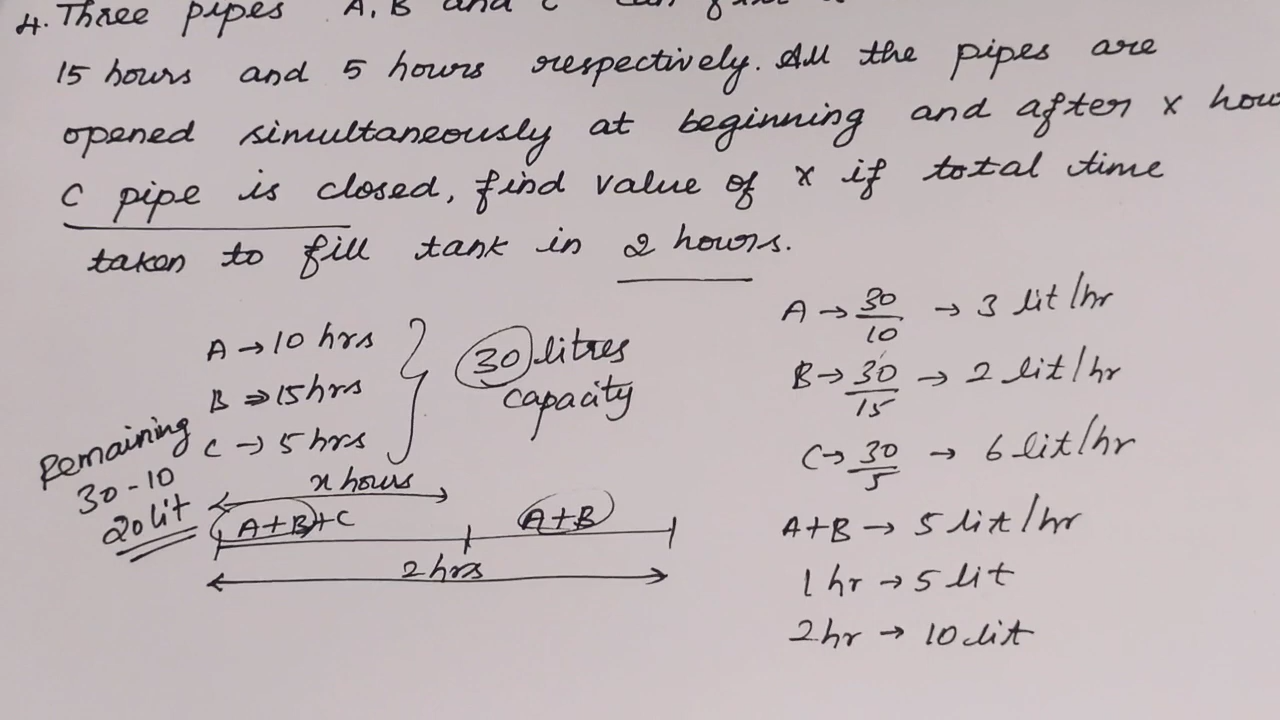 4. Three pipes A, B and C can
15 hours and 5 hours respectively. All the pipes are
opened simultaneously at beginning and after x hou
C pipe is closed, find value of x if total time
taken to fill tank in 2 hours.
A → 10 hrs
B ⇒ 15 hrs
C → 5 hrs
30 litres
capacity
Remaining
30 - 10
20 lit
x hours
A+B+C
A+B
2 hrs
A → 30/10 → 3 lit/hr
B → 30/15 → 2 lit/hr
C → 30/5 → 6 lit/hr
A+B → 5 lit/hr
1 hr → 5 lit
2 hr → 10 lit